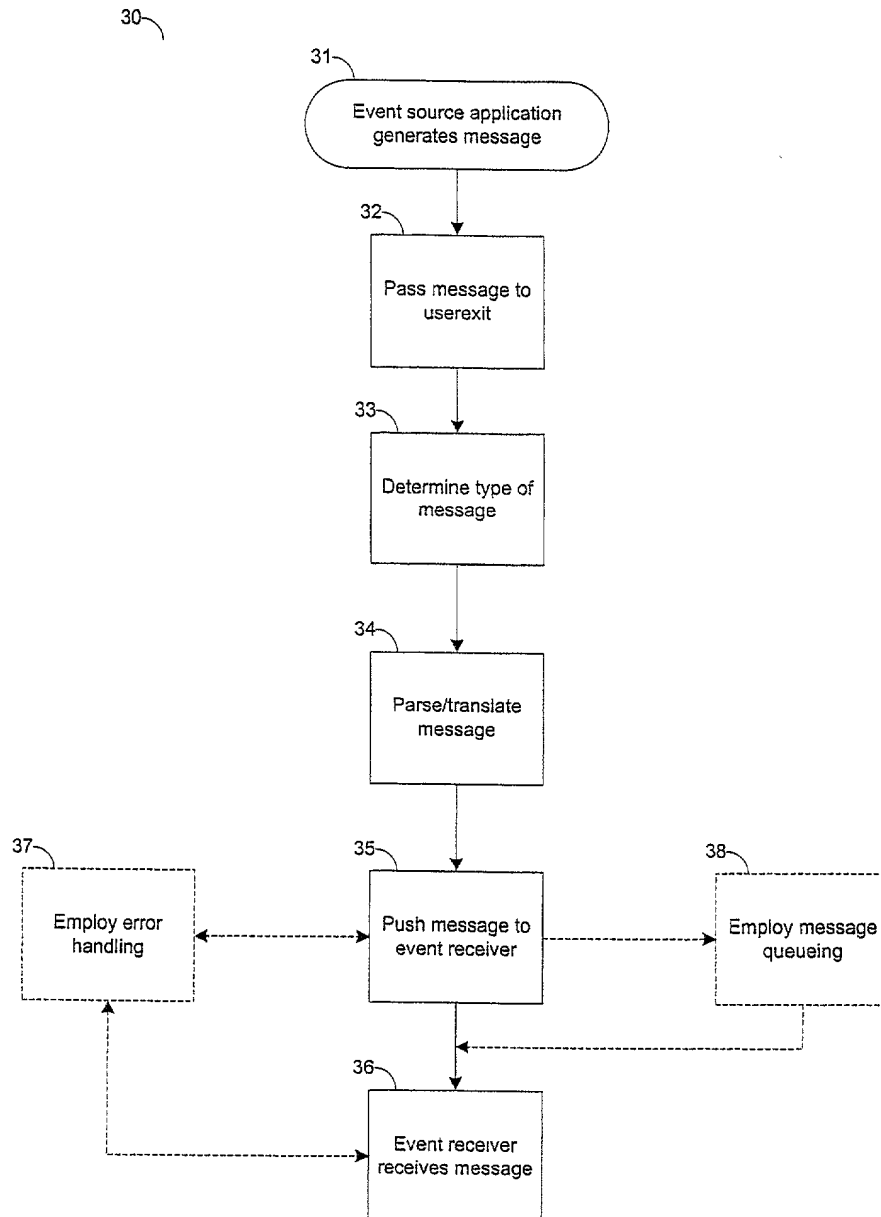 30
31
Event source application
generates message
32
Pass message to
userexit
33
Determine type of
message
34
Parse/translate
message
37
Employ error
handling
35
Push message to
event receiver
38
Employ message
queueing
36
Event receiver
receives message